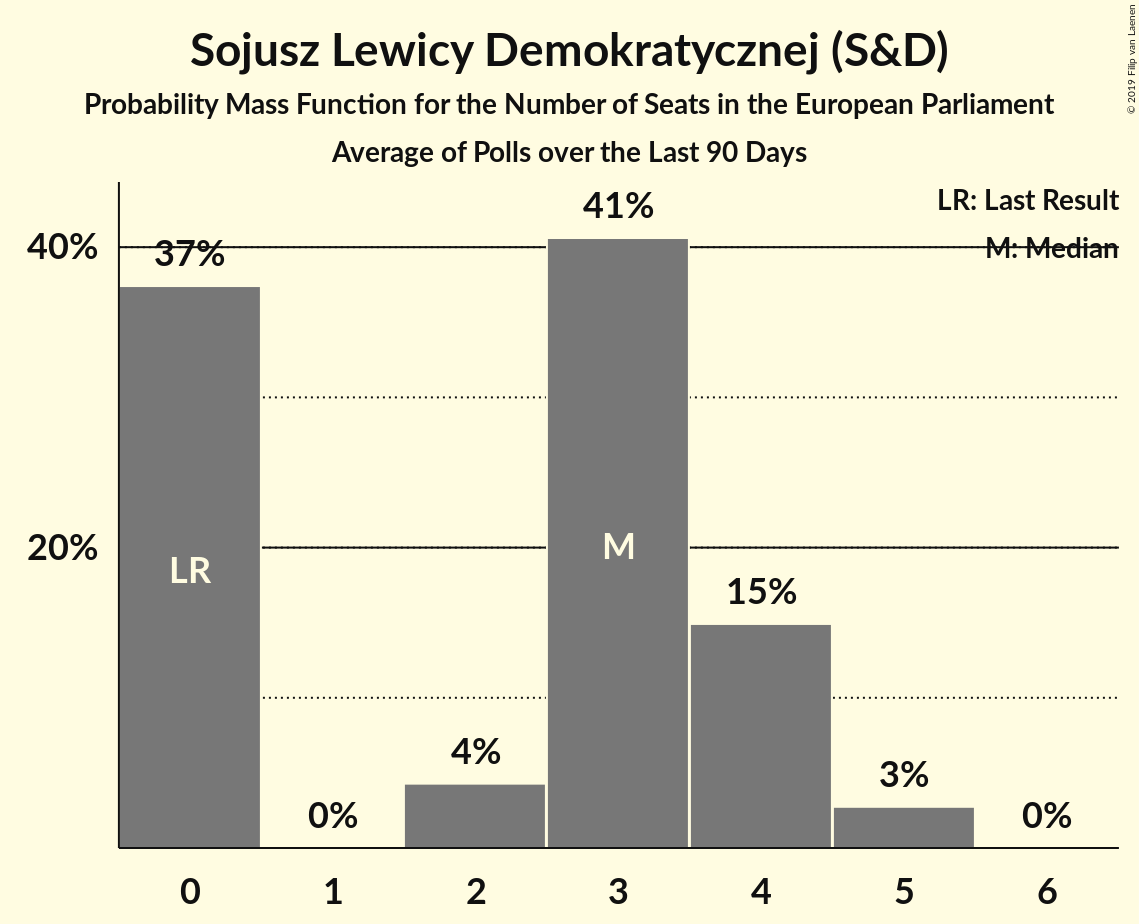 Sojusz Lewicy Demokratycznej (S&D)
Probability Mass Function for the Number of Seats in the European Parliament
Average of Polls over the Last 90 Days
© 2019 Filip van Laenen
LR: Last Result
M: Median
40%
20%
37%
0%
4%
41%
15%
3%
0%
LR
M
0 1 2 3 4 5 6